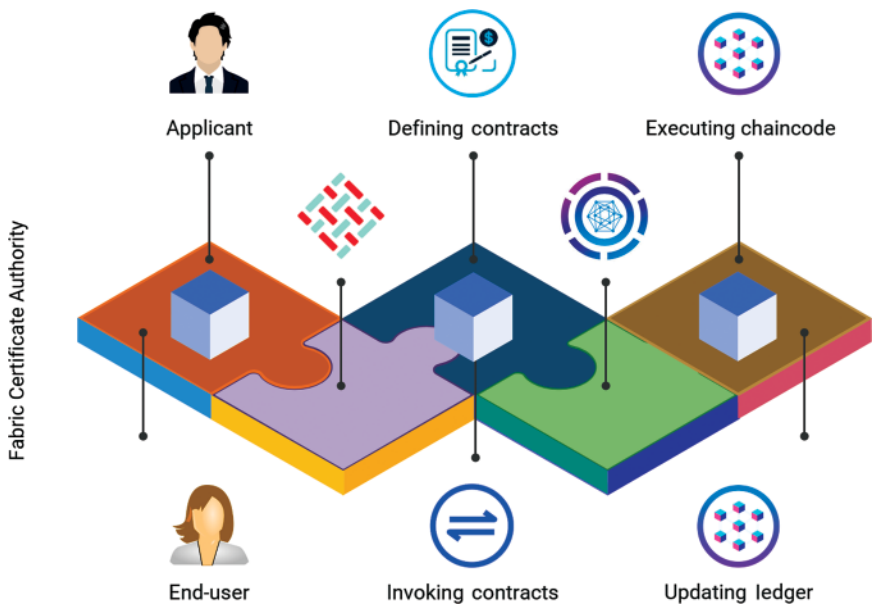 Applicant
Defining contracts
Executing chaincode
Fabric Certificate Authority
End-user
Invoking contracts
Updating ledger